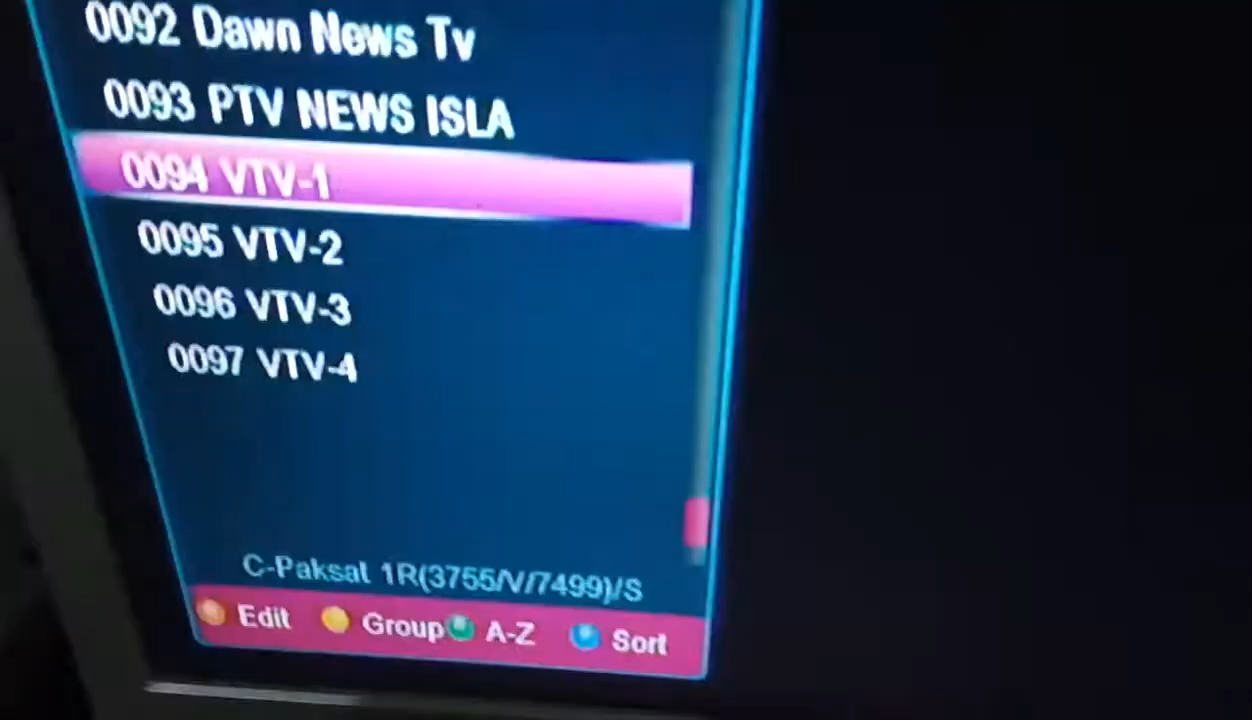 0092 Dawn News Tv
0093 PTV NEWS ISLA
0094 VTV-1
0095 VTV-2
0096 VTV-3
0097 VTV-4
C-Paksat 1R(3755/V/7499)/S
Edit Group A-Z Sort